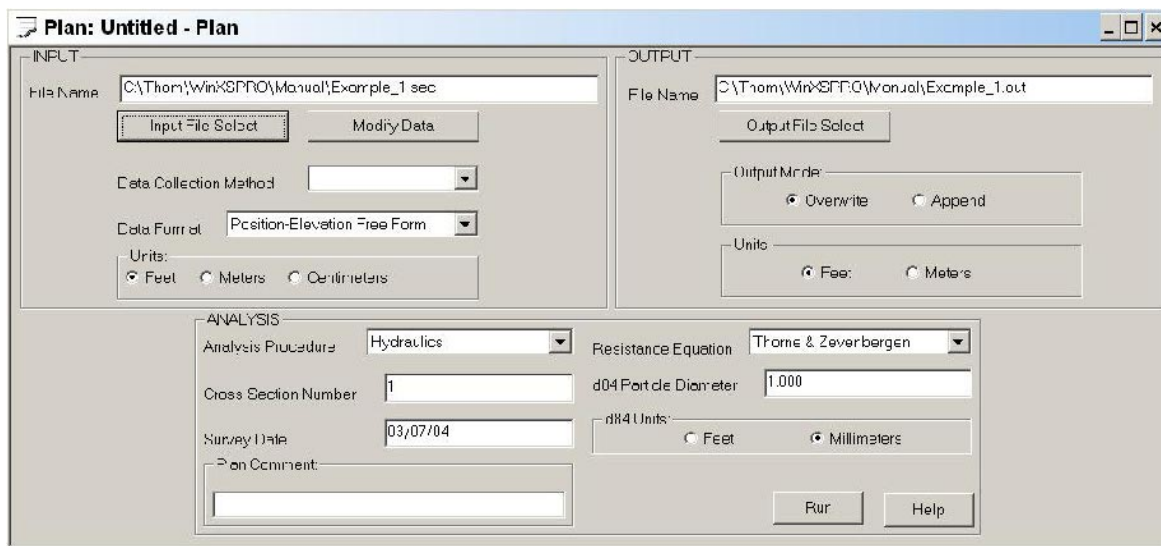 Plan: Untitled - Plan
INPUT
File Name C:\Thom\WinXSPRO\Manual\Example_1 sec
Input File Select Modify Data
Data Collection Method
Data Format Position-Elevation Free Form
Units:
Feet Meters Centimeters
OUTPUT
File Name C:\Thom\WinXSPRO\Manual\Example_1.out
Output File Select
Output Mode:
Overwrite Append
Units
Feet Meters
ANALYSIS
Analysis Procedure Hydraulics
Cross Section Number 1
Survey Date 03/07/04
Plan Comment:
Resistance Equation Thorne & Zevenbergen
d84 Particle Diameter 1.000
d84 Units:
Feet Millimeters
Run Help